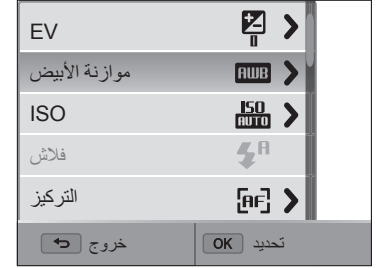 EV
موازنة الأبيض AWB
ISO ISO AUTO
فلاش A
التركيز AF
خروج OK تحديد